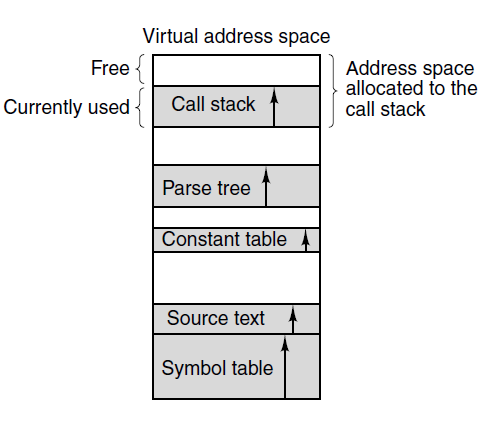 Virtual address space
Free
Currently used
Address space
allocated to the
call stack
Call stack
Parse tree
Constant table
Source text
Symbol table